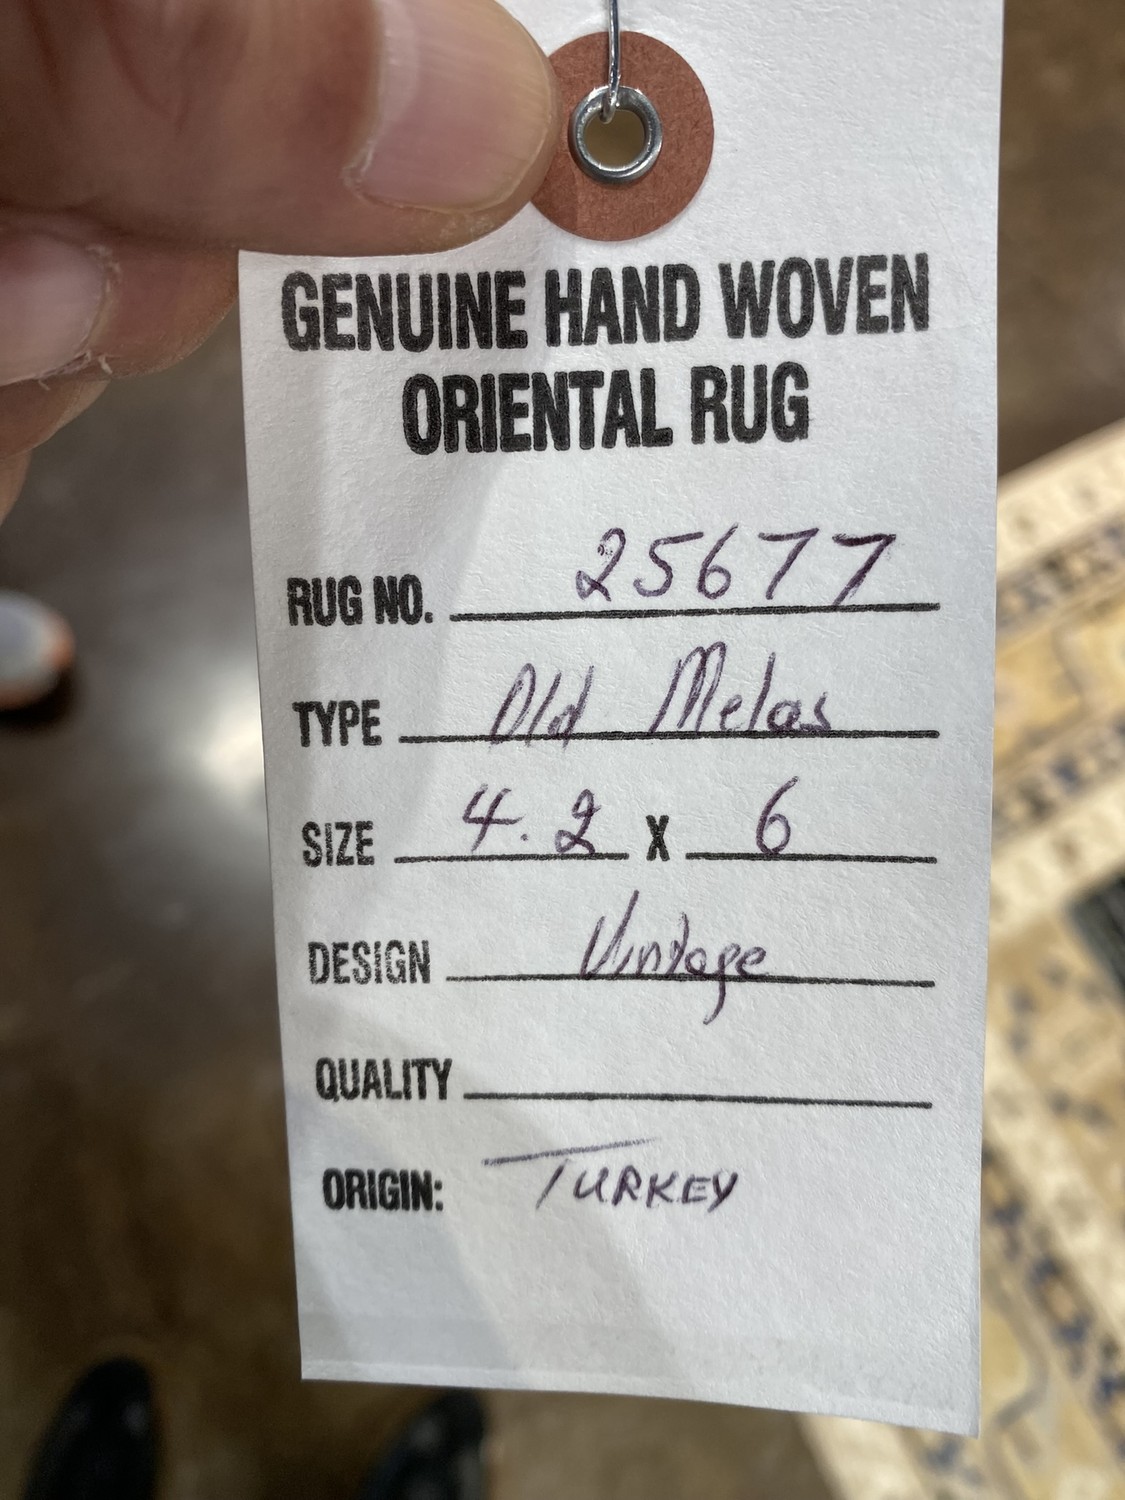 GENUINE HAND WOVEN
ORIENTAL RUG
RUG NO. 25677
TYPE Old Melas
SIZE 4.2 X 6
DESIGN Vintage
QUALITY
ORIGIN: TURKEY